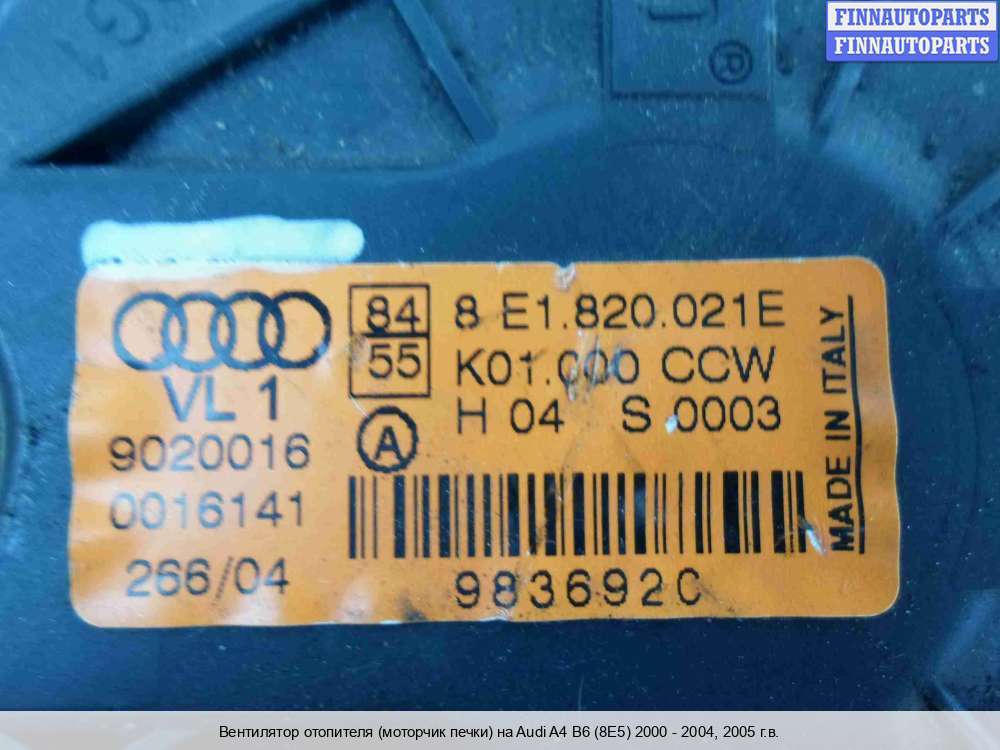 FINNAUTOPARTS
FINNAUTOPARTS
®
VL 1
9020016
0016141
266/04
84
55
A
8 E1.820.021E
K01.000 CCW
H 04 S 0003
983692C
MADE IN ITALY
Вентилятор отопителя (моторчик печки) на Audi A4 B6 (8E5) 2000 - 2004, 2005 г.в.